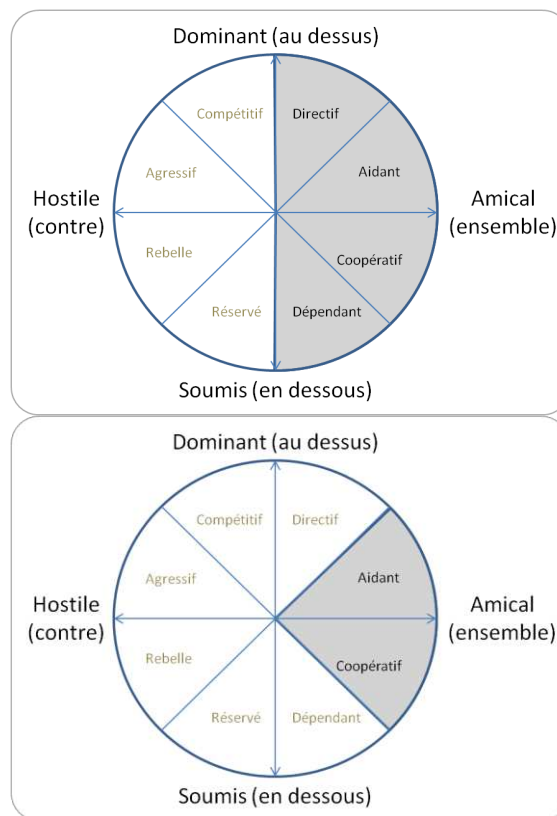 Dominant (au dessus)
Compétitif
Directif
Agressif
Aidant
Hostile
(contre)
Amical
(ensemble)
Rebelle
Coopératif
Réservé
Dépendant
Soumis (en dessous)
Dominant (au dessus)
Compétitif
Directif
Agressif
Aidant
Hostile
(contre)
Amical
(ensemble)
Rebelle
Coopératif
Réservé
Dépendant
Soumis (en dessous)